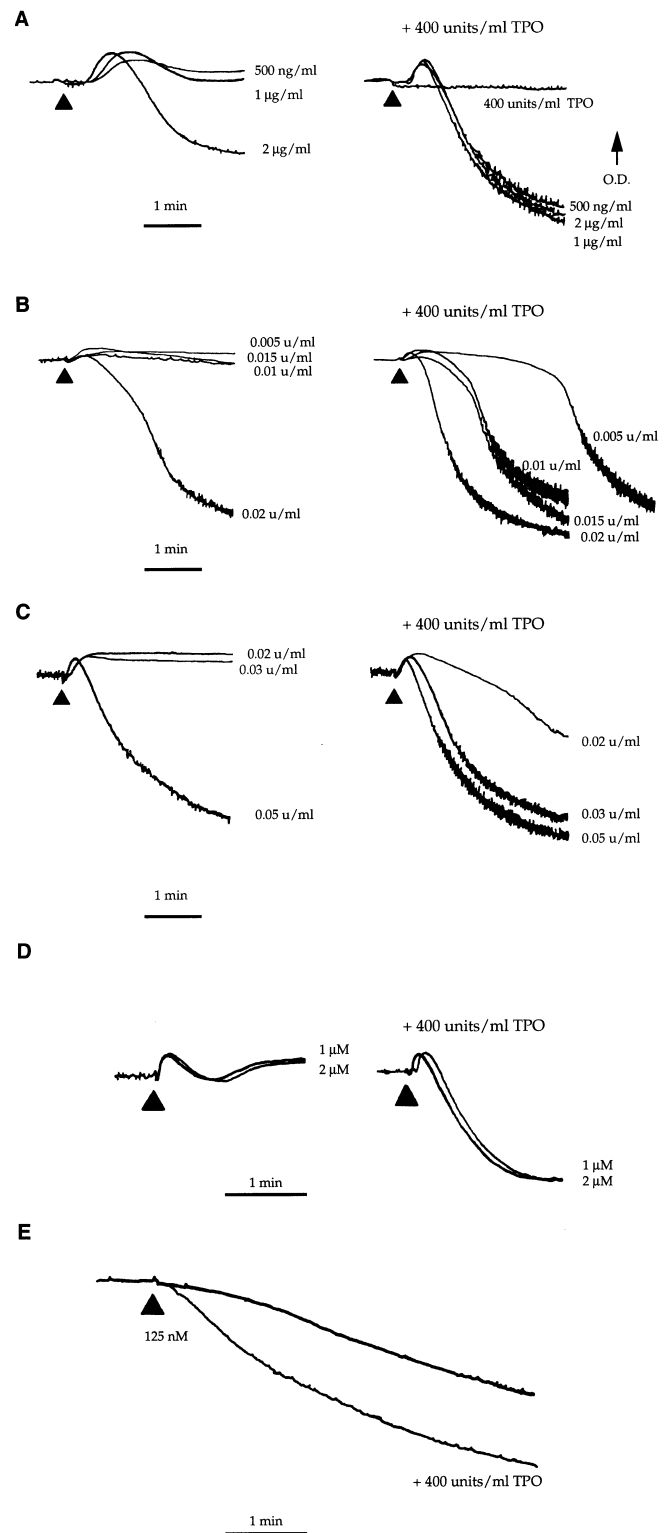 A
+ 400 units/ml TPO
500 ng/ml
1 µg/ml
2 µg/ml
400 units/ml TPO
O.D.
500 ng/ml
2 µg/ml
1 µg/ml
1 min
B
+ 400 units/ml TPO
0.005 u/ml
0.015 u/ml
0.01 u/ml
0.02 u/ml
0.005 u/ml
0.01 u/ml
0.015 u/ml
0.02 u/ml
1 min
C
+ 400 units/ml TPO
0.02 u/ml
0.03 u/ml
0.05 u/ml
0.02 u/ml
0.03 u/ml
0.05 u/ml
1 min
D
+ 400 units/ml TPO
1 µM
2 µM
1 µM
2 µM
1 min
E
125 nM
+ 400 units/ml TPO
1 min